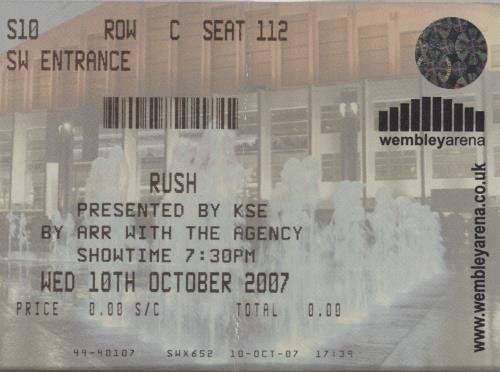 S10 ROW C SEAT 112
SW ENTRANCE
wembleyarena
RUSH
PRESENTED BY KSE
BY ARR WITH THE AGENCY
SHOWTIME 7:30PM
WED 10TH OCTOBER 2007
PRICE 0.00 S/C TOTAL 0.00
44-40107 SWX652 10-OCT-07 17:39
www.wembleyarena.co.uk